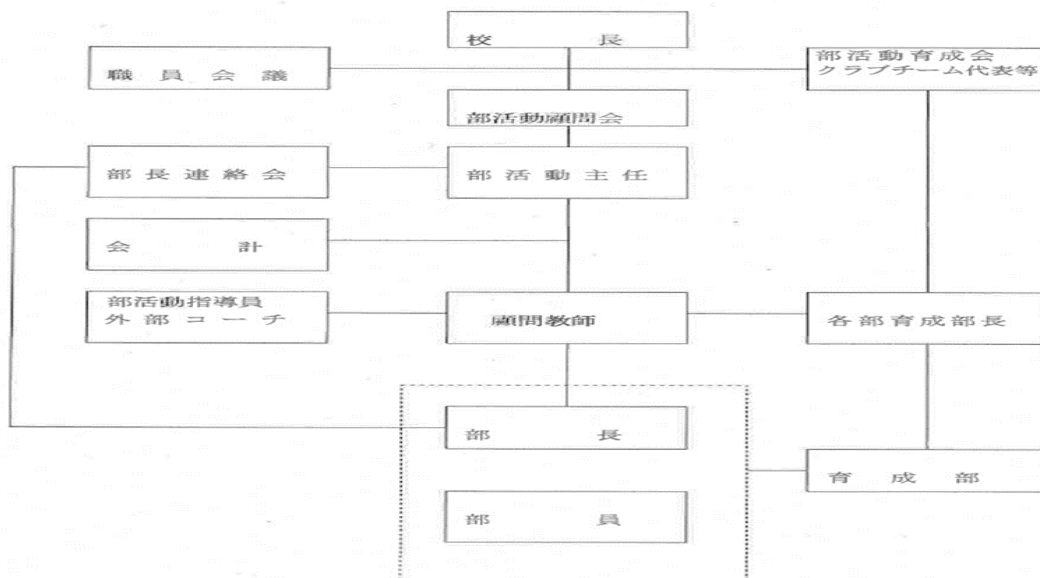 校長
職員会議
部活動育成会
クラブチーム代表等
部活動顧問会
部長連絡会
部活動主任
会計
部活動指導員
外部コーチ
顧問教師
各部育成部長
部長
育成部
部員